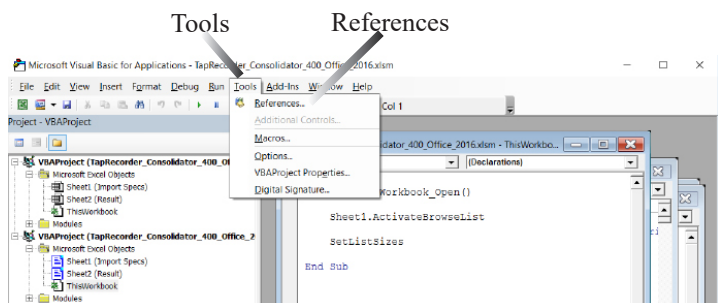 Tools References
Microsoft Visual Basic for Applications - TapRecorder_Consolidator_400_Office_2016.xlsm
File Edit View Insert Format Debug Run Tools Add-Ins Window Help
Col 1
References...
Additional Controls...
Macros...
Options...
VBAProject Properties...
Digital Signature...
Project - VBAProject
VBAProject (TapRecorder_Consolidator_400_Of
Microsoft Excel Objects
Sheet1 (Import Specs)
Sheet2 (Result)
ThisWorkbook
Modules
VBAProject (TapRecorder_Consolidator_400_Office_2
Microsoft Excel Objects
Sheet1 (Import Specs)
Sheet2 (Result)
ThisWorkbook
Modules
idator_400_Office_2016.xlsm - ThisWorkbo...
(Declarations)
Workbook_Open()
Sheet1.ActivateBrowseList
SetListSizes
End Sub